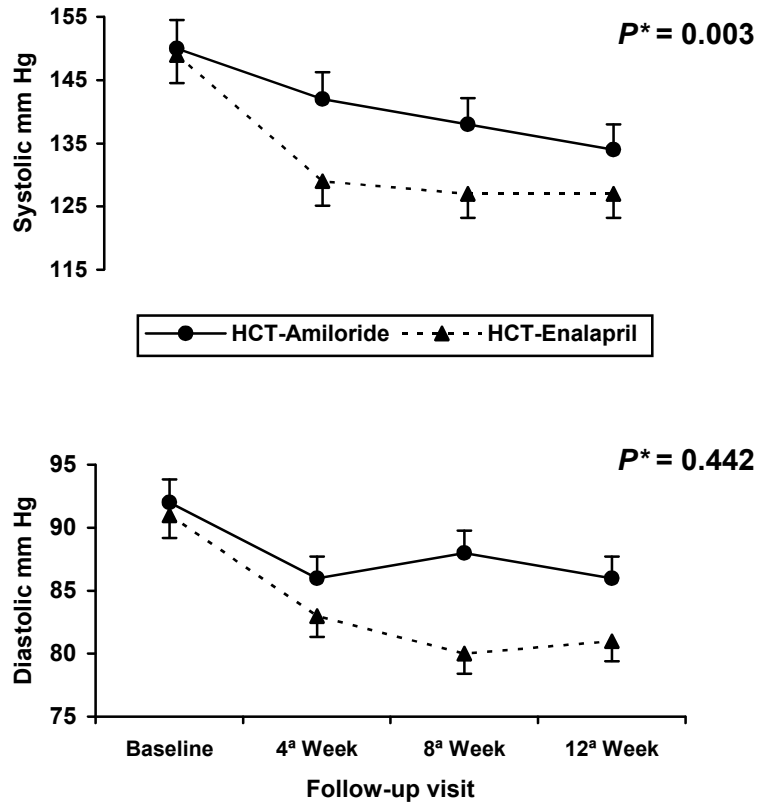 P* = 0.003
Systolic mm Hg
155
145
135
125
115
HCT-Amiloride HCT-Enalapril
P* = 0.442
Diastolic mm Hg
95
90
85
80
75
Baseline 4ª Week 8ª Week 12ª Week
Follow-up visit